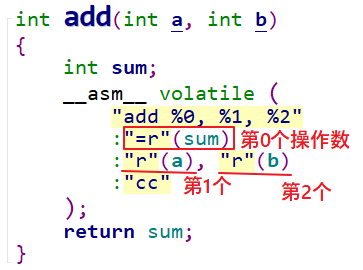 int add(int a, int b)
{
int sum;
__asm__ volatile (
"add %0, %1, %2"
:"=r"(sum) 第0个操作数
:"r"(a), "r"(b)
:"cc" 第1个 第2个
);
return sum;
}